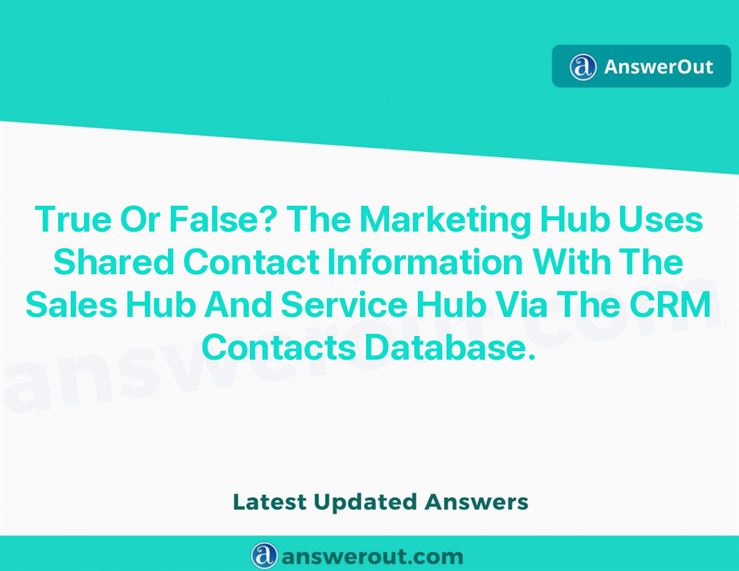 a AnswerOut
True Or False? The Marketing Hub Uses
Shared Contact Information With The
Sales Hub And Service Hub Via The CRM
Contacts Database.
answerout.com
Latest Updated Answers
a answerout.com